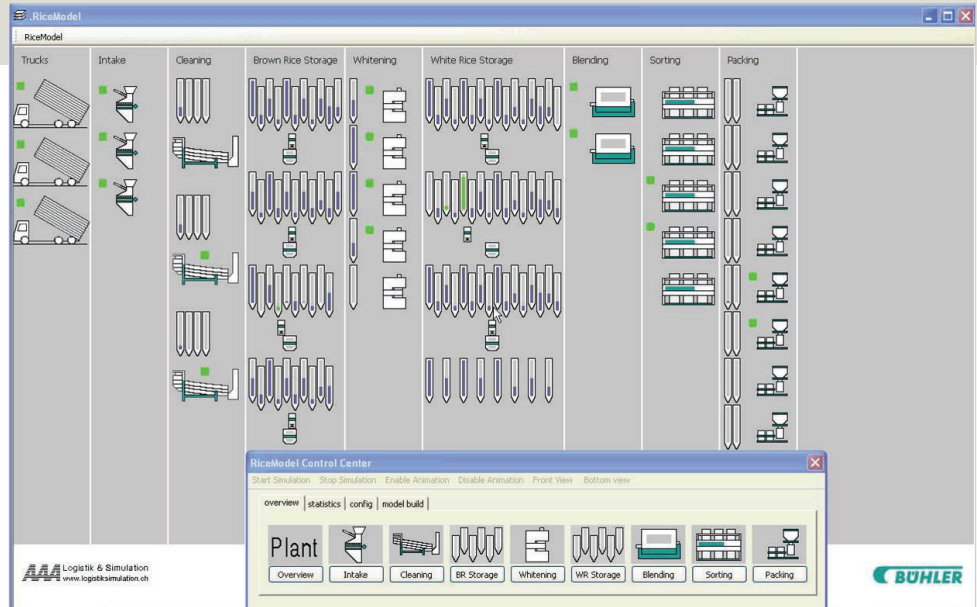 .RiceModel
RiceModel
Trucks Intake Cleaning Brown Rice Storage Whitening White Rice Storage Blending Sorting Packing
RiceModel Control Center
Start Simulation Stop Simulation Enable Animation Disable Animation Front View Bottom view
overview statistics config model build
Plant
Overview Intake Cleaning BR Storage Whitening WR Storage Blending Sorting Packing
AAA Logistik & Simulation
www.logistiksimulation.ch
BÜHLER